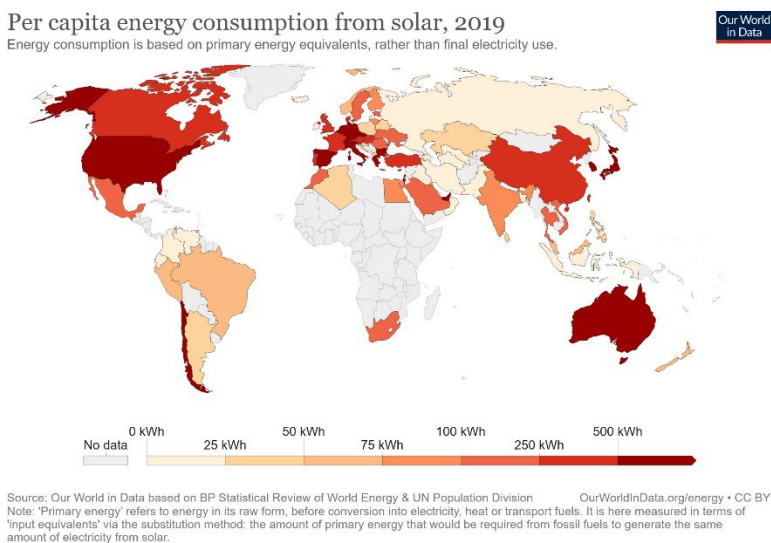 Per capita energy consumption from solar, 2019
Energy consumption is based on primary energy equivalents, rather than final electricity use.
Our World
in Data
0 kWh
50 kWh
100 kWh
500 kWh
No data
25 kWh
75 kWh
250 kWh
Source: Our World in Data based on BP Statistical Review of World Energy & UN Population Division
OurWorldInData.org/energy • CC BY
Note: 'Primary energy' refers to energy in its raw form, before conversion into electricity, heat or transport fuels. It is here measured in terms of
'input equivalents' via the substitution method: the amount of primary energy that would be required from fossil fuels to generate the same
amount of electricity from solar.